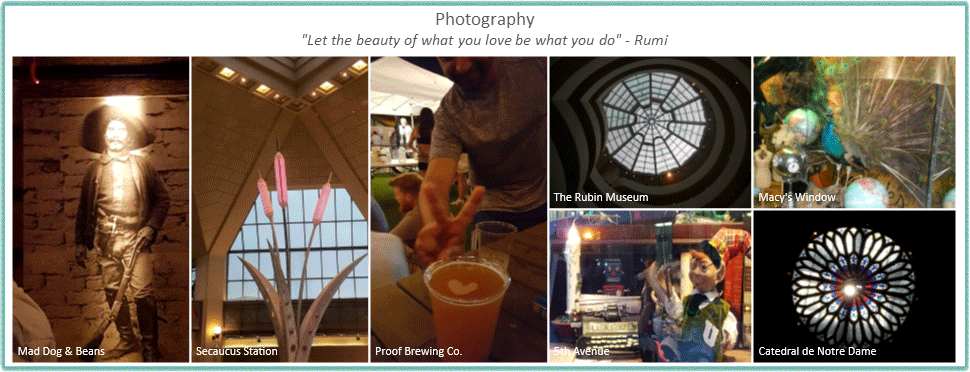 Photography
"Let the beauty of what you love be what you do" - Rumi
The Rubin Museum
Macy's Window
Mad Dog & Beans
Secaucus Station
Proof Brewing Co.
5th Avenue
Catedral de Notre Dame